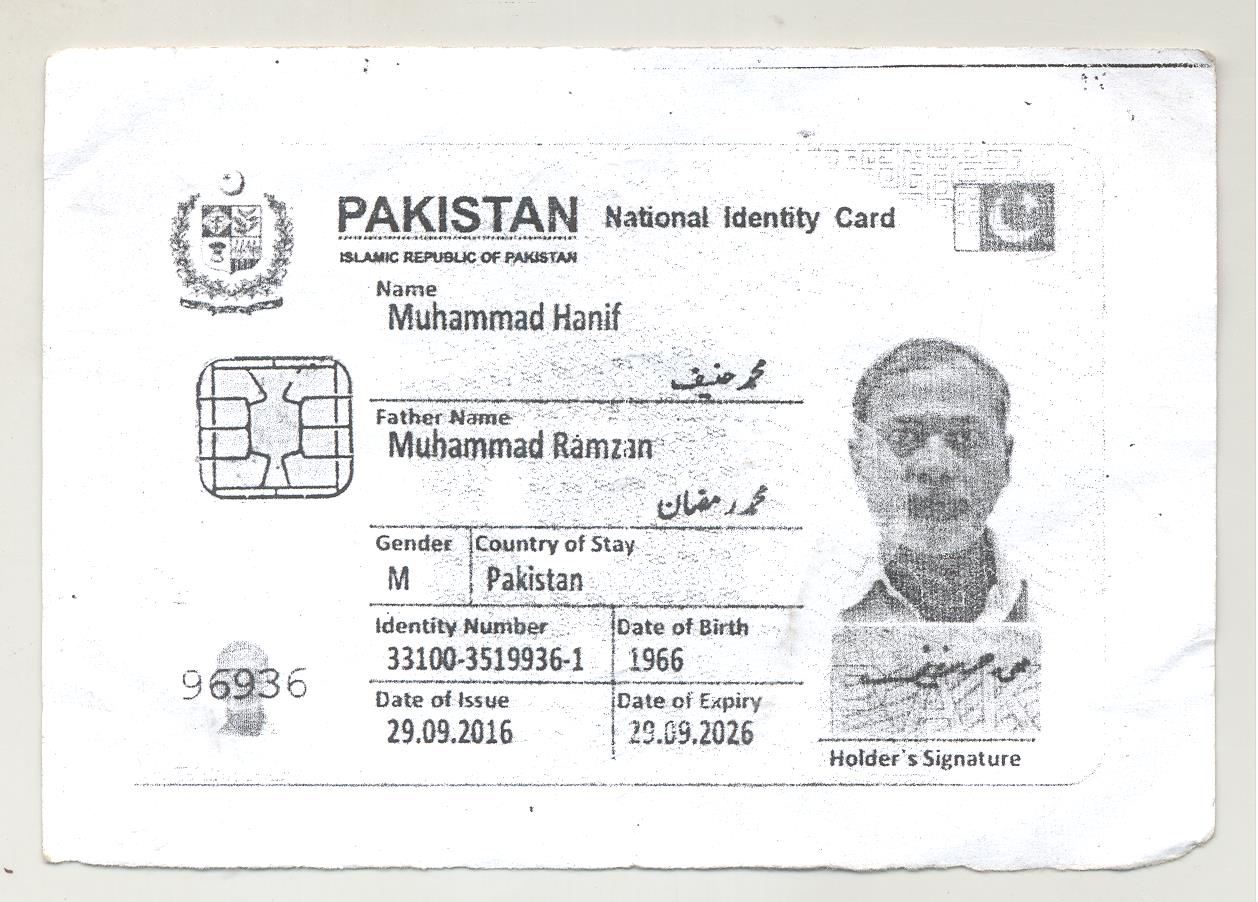 PAKISTAN National Identity Card
ISLAMIC REPUBLIC OF PAKISTAN
Name
Muhammad Hanif
محمد حنیف
Father Name
Muhammad Ramzan
محمد رمضان
Gender Country of Stay
M Pakistan
Identity Number Date of Birth
33100-3519936-1 1966
96936
Date of Issue Date of Expiry
29.09.2016 29.09.2026
محمد حنیف
Holder's Signature